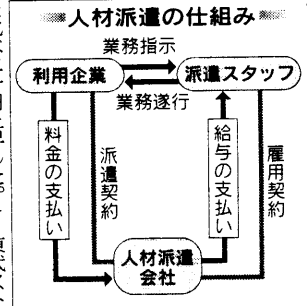 人材派遣の仕組み
業務指示
利用企業
派遣スタッフ
業務遂行
料金の支払い
派遣契約
給与の支払い
雇用契約
人材派遣
会社